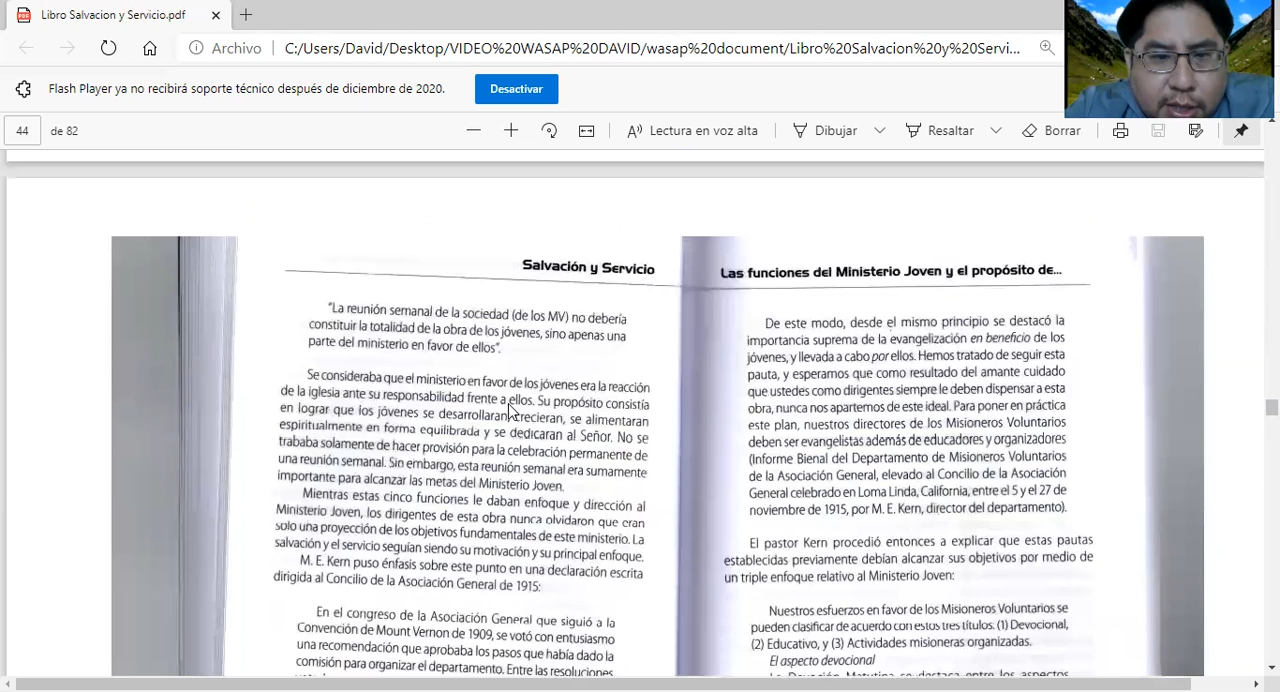 Libro Salvacion y Servicio.pdf
Archivo
C:/Users/David/Desktop/VIDEO%20WASAP%20DAVID/wasap%20document/Libro%20Salvacion%20y%20Servi...
Flash Player ya no recibirá soporte técnico después de diciembre de 2020.
Desactivar
44 de 82
Lectura en voz alta
Dibujar
Resaltar
Borrar
Salvación y Servicio
"La reunión semanal de la sociedad (de los MV) no debería
constituir la totalidad de la obra de los jóvenes, sino apenas una
parte del ministerio en favor de ellos".
Se consideraba que el ministerio en favor de los jóvenes era la reacción
de la iglesia ante su responsabilidad frente a ellos. Su propósito consistía
en lograr que los jóvenes se desarrollaran, crecieran, se alimentaran
espiritualmente en forma equilibrada y se dedicaran al Señor. No se
trababa solamente de hacer provisión para la celebración permanente de
una reunión semanal. Sin embargo, esta reunión semanal era sumamente
importante para alcanzar las metas del Ministerio Joven.
Mientras estas cinco funciones le daban enfoque y dirección al
Ministerio Joven, los dirigentes de esta obra nunca olvidaron que eran
solo una proyección de los objetivos fundamentales de este ministerio. La
salvación y el servicio seguían siendo su motivación y su principal enfoque.
M. E. Kern puso énfasis sobre este punto en una declaración escrita
dirigida al Concilio de la Asociación General de 1915:
En el congreso de la Asociación General que siguió a la
Convención de Mount Vernon de 1909, se votó con entusiasmo
una recomendación que aprobaba los pasos que había dado la
comisión para organizar el departamento. Entre las resoluciones
Las funciones del Ministerio Joven y el propósito de...
De este modo, desde el mismo principio se destacó la
importancia suprema de la evangelización en beneficio de los
jóvenes, y llevada a cabo por ellos. Hemos tratado de seguir esta
pauta, y esperamos que como resultado del amante cuidado
que ustedes como dirigentes siempre le deben dispensar a esta
obra, nunca nos apartemos de este ideal. Para poner en práctica
este plan, nuestros directores de los Misioneros Voluntarios
deben ser evangelistas además de educadores y organizadores
(Informe Bienal del Departamento de Misioneros Voluntarios
de la Asociación General, elevado al Concilio de la Asociación
General celebrado en Loma Linda, California, entre el 5 y el 27 de
noviembre de 1915, por M. E. Kern, director del departamento).
El pastor Kern procedió entonces a explicar que estas pautas
establecidas previamente debían alcanzar sus objetivos por medio de
un triple enfoque relativo al Ministerio Joven:
Nuestros esfuerzos en favor de los Misioneros Voluntarios se
pueden clasificar de acuerdo con estos tres títulos. (1) Devocional,
(2) Educativo, y (3) Actividades misioneras organizadas.
El aspecto devocional
La Devoción Matutina se destaca entre los aspectos